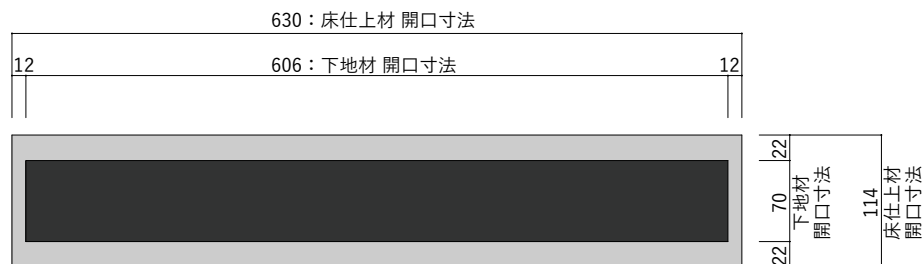 630：床仕上材 開口寸法
12
606：下地材 開口寸法
12
22
70
下地材
開口寸法
22
114
床仕上材
開口寸法